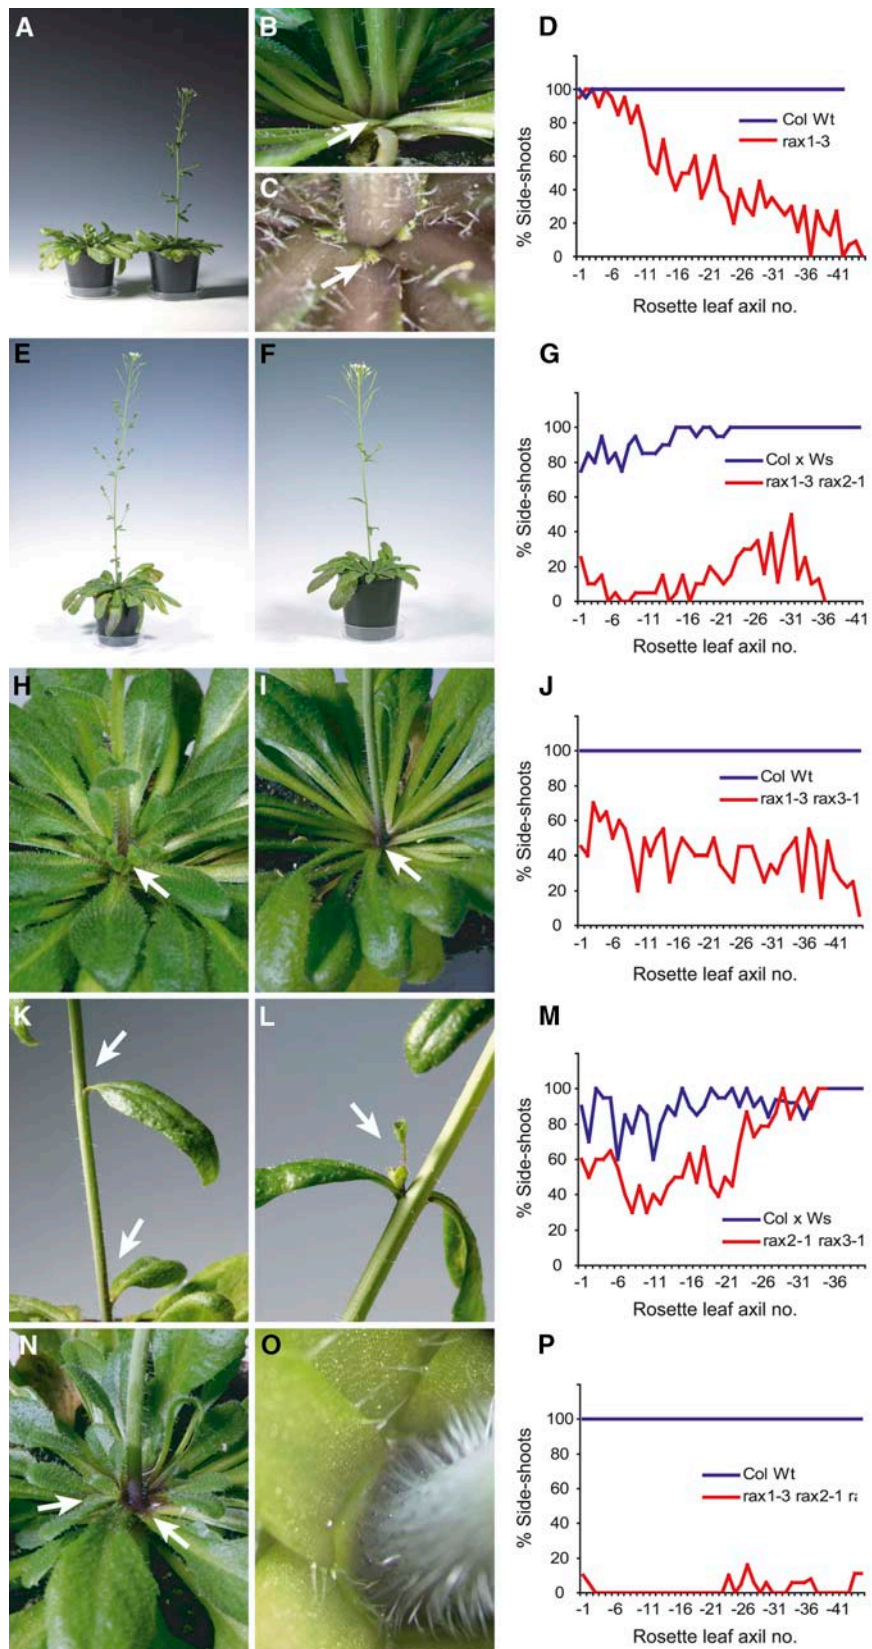 A
B
C
D
% Side-shoots
100
80
60
40
20
0
Col Wt
rax1-3
-1 -6 -11 -16 -21 -26 -31 -36 -41
Rosette leaf axil no.
E
F
G
% Side-shoots
100
80
60
40
20
0
Col x Ws
rax1-3 rax2-1
-1 -6 -11 -16 -21 -26 -31 -36 -41
Rosette leaf axil no.
H
I
J
% Side-shoots
100
80
60
40
20
0
Col Wt
rax1-3 rax3-1
-1 -6 -11 -16 -21 -26 -31 -36 -41
Rosette leaf axil no.
K
L
M
% Side-shoots
100
80
60
40
20
0
Col x Ws
rax2-1 rax3-1
-1 -6 -11 -16 -21 -26 -31 -36
Rosette leaf axil no.
N
O
P
% Side-shoots
100
80
60
40
20
0
Col Wt
rax1-3 rax2-1
-1 -6 -11 -16 -21 -26 -31 -36 -41
Rosette leaf axil no.